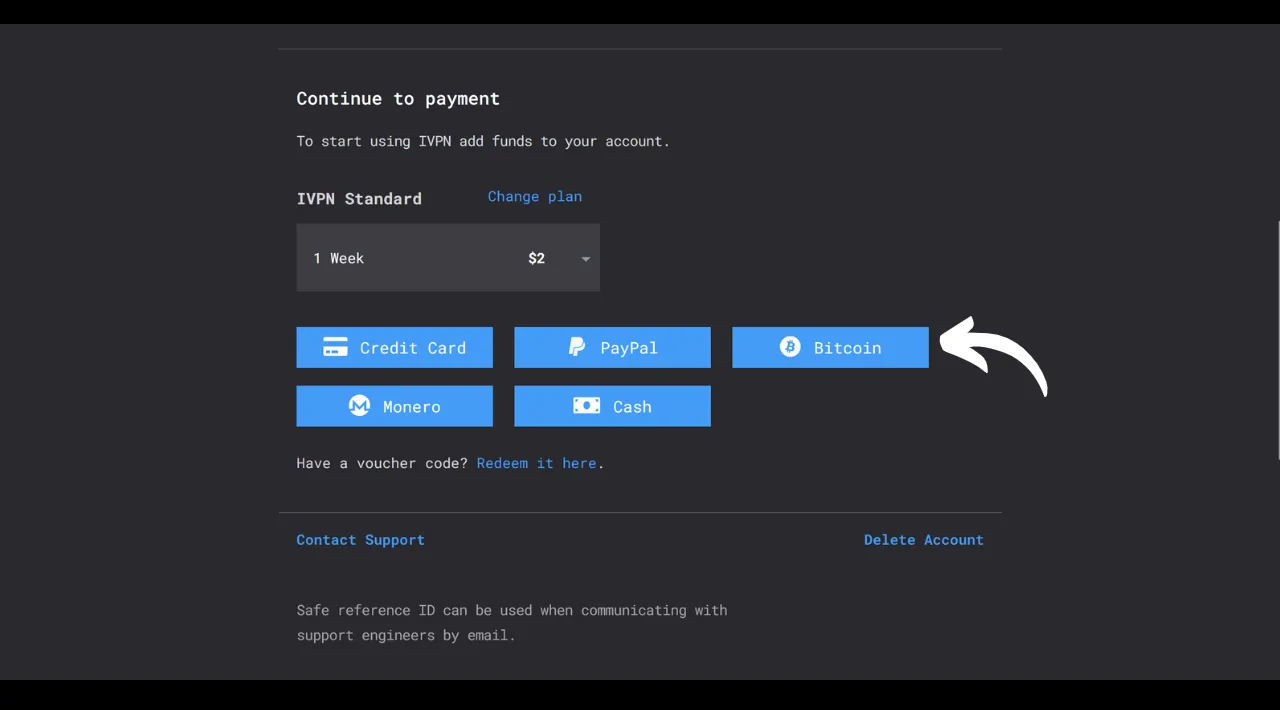 Continue to payment
To start using IVPN add funds to your account.
IVPN Standard Change plan
1 Week $2
Credit Card PayPal Bitcoin
Monero Cash
Have a voucher code? Redeem it here.
Contact Support Delete Account
Safe reference ID can be used when communicating with
support engineers by email.